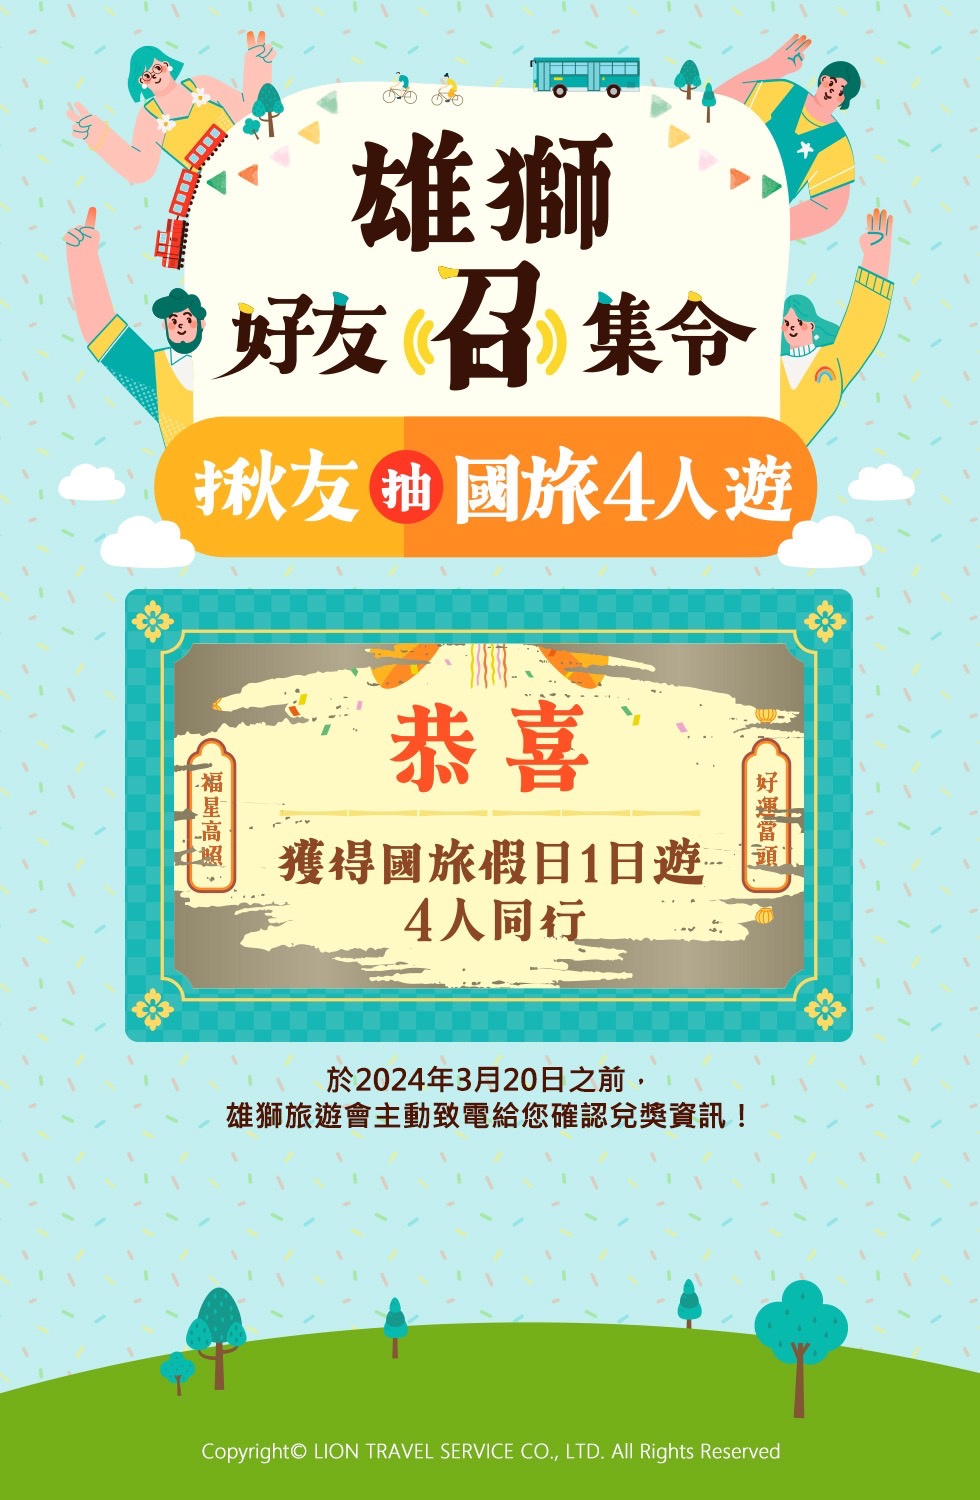 雄獅
好友召集令
揪友抽國旅4人遊
恭喜
福星高照
好運當頭
獲得國旅假日1日遊
4人同行
於2024年3月20日之前，
雄獅旅遊會主動致電給您確認兌獎資訊！
Copyright© LION TRAVEL SERVICE CO., LTD. All Rights Reserved